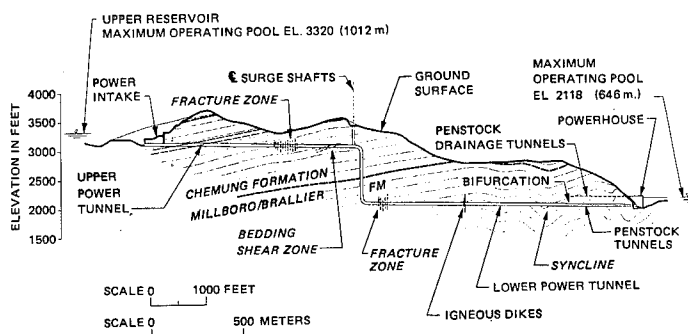 UPPER RESERVOIR
MAXIMUM OPERATING POOL EL. 3320 (1012 m)
℄ SURGE SHAFTS
GROUND
SURFACE
MAXIMUM
OPERATING POOL
EL 2118 (646 m.)
POWERHOUSE
POWER
INTAKE
FRACTURE ZONE
PENSTOCK
DRAINAGE TUNNELS
ELEVATION IN FEET
4000
3500
3000
2500
2000
1500
UPPER
POWER
TUNNEL
CHEMUNG FORMATION
MILLBORO/BRALLIER
FM
BIFURCATION
BEDDING
SHEAR ZONE
FRACTURE
ZONE
PENSTOCK
TUNNELS
SYNCLINE
LOWER POWER TUNNEL
IGNEOUS DIKES
SCALE 0 1000 FEET
SCALE 0 500 METERS